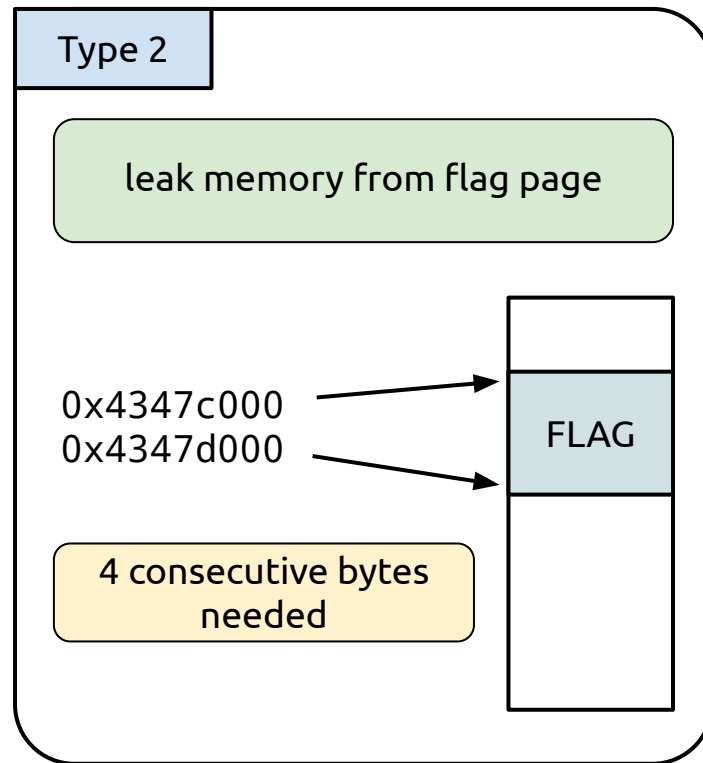 Type 2
leak memory from flag page
0x4347c000
0x4347d000
FLAG
4 consecutive bytes
needed